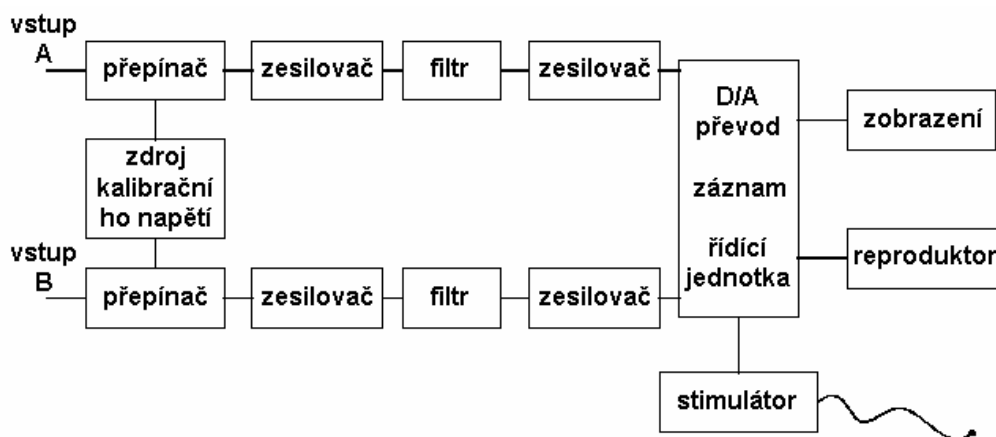 vstup
A
přepínač
zesilovač
filtr
zesilovač
D/A
převod
záznam
řídící
jednotka
zobrazení
reproduktor
zdroj
kalibrační
ho napětí
vstup
B
přepínač
zesilovač
filtr
zesilovač
stimulátor